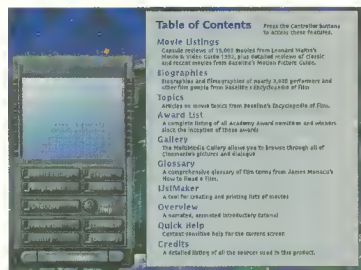 Table of Contents
Press the Controller buttons
to access these features.
Movie Listings
Capsule reviews of 19,000 movies from Leonard Maltin's
Movie & Video Guide 1992, plus detailed reviews of classic
and recent movies from Baseline's Motion Picture Guide.
Biographies
Biographies and filmographies of nearly 3,000 performers and
other film people from Baseline's Encyclopedia of Film
Topics
Articles on movie topics from Baseline's Encyclopedia of Film.
Award List
A complete listing of all Academy Award nominees and winners
since the inception of these awards
Gallery
The Multimedia Gallery allows you to browse through all of
Cinemania's pictures and dialogue
Glossary
A comprehensive glossary of film terms from James Monaco's
How to Read a Film.
ListMaker
A tool for creating and printing lists of movies
Overview
A narrated, animated introductory tutorial
Quick Help
Context sensitive help for the current screen
Credits
A detailed listing of all the sources used in this product.